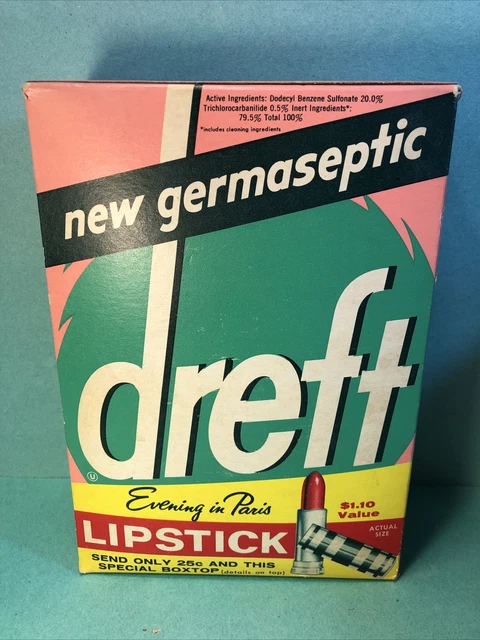 Active Ingredients: Dodecyl Benzene Sulfonate 20.0%
Trichlorocarbanilide 0.5% Inert Ingredients*:
79.5% Total 100%
*includes cleaning ingredients
new germaseptic
dreft
U
Evening in Paris
$1.10
Value
LIPSTICK
ACTUAL
SIZE
SEND ONLY 25c AND THIS
SPECIAL BOXTOP (details on top)